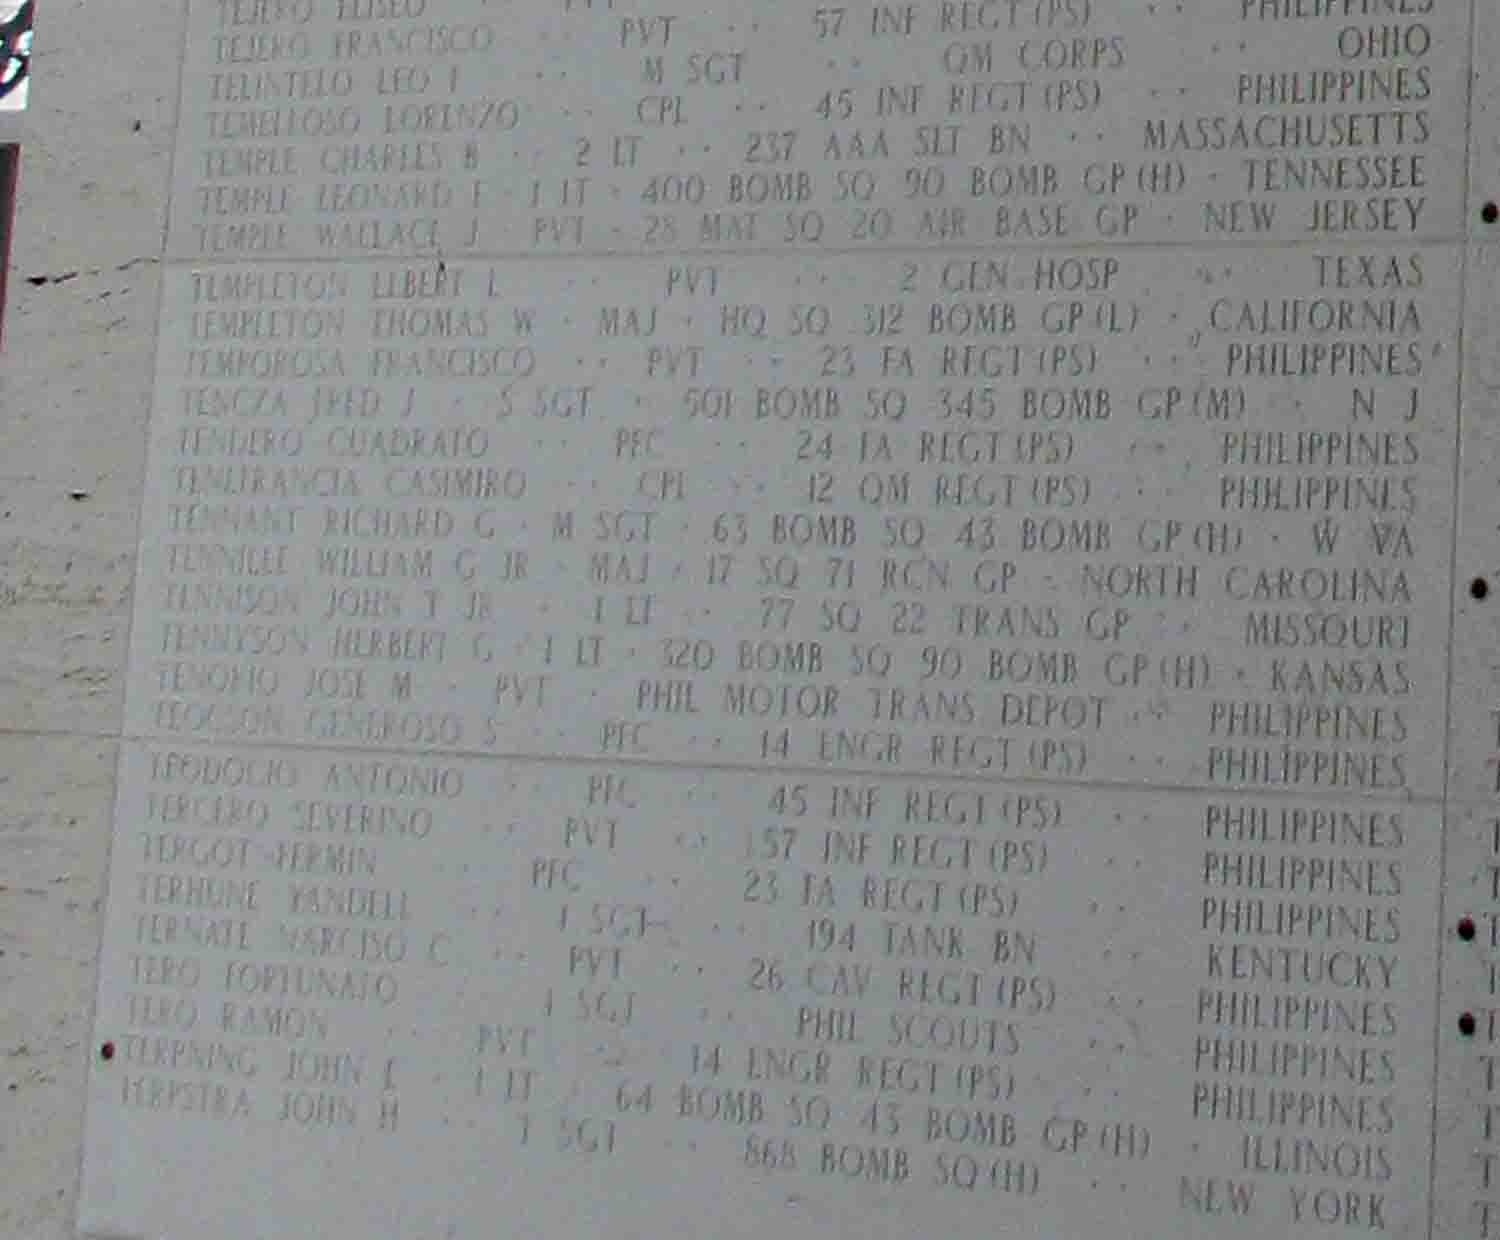 TEJERO ELISEO
TEJERO FRANCISCO · · PVT · · 57 INF REGT (PS) · · PHILIPPINES
TELINTELO LEO J · · M SGT · · QM CORPS · · OHIO
TEMELLOSO LORENZO · · CPL · · 45 INF REGT (PS) · · PHILIPPINES
TEMPLE CHARLES B · · 2 LT · · 237 AAA SLT BN · · MASSACHUSETTS
TEMPLE LEONARD F · 1 LT · 400 BOMB SQ 90 BOMB GP (H) · TENNESSEE
TEMPLE WALLACE J · PVT · 28 MAT SQ 20 AIR BASE GP · NEW JERSEY
TEMPLETON ELBERT L · · PVT · · 2 GEN HOSP · · TEXAS
TEMPLETON THOMAS W · MAJ · HQ SQ 312 BOMB GP (L) · CALIFORNIA
TEMPOROSA FRANCISCO · · PVT · · 23 FA REGT (PS) · · PHILIPPINES
TENCZA FRED J · S SGT · 501 BOMB SQ 345 BOMB GP (M) · N J
TENDERO CUADRATO · · PFC · · 24 FA REGT (PS) · · PHILIPPINES
TENEFRANCIA CASIMIRO · · CPL · · 12 QM REGT (PS) · · PHILIPPINES
TENNANT RICHARD G · M SGT · 63 BOMB SQ 43 BOMB GP (H) · W VA
TENNILLE WILLIAM G JR · MAJ · 17 SQ 71 RCN GP · NORTH CAROLINA
TENNISON JOHN T JR · 1 LT · · 77 SQ 22 TRANS GP · · MISSOURI
TENNYSON HERBERT G · 1 LT · 320 BOMB SQ 90 BOMB GP (H) · KANSAS
TENORIO JOSE M · PVT · PHIL MOTOR TRANS DEPOT · · PHILIPPINES
TEOCSON GENEROSO S · · PFC · · 14 ENGR REGT (PS) · · PHILIPPINES
TEODOCIO ANTONIO · · PFC · · 45 INF REGT (PS) · · PHILIPPINES
TERCERO SEVERINO · · PVT · · 57 INF REGT (PS) · · PHILIPPINES
TERGOT FERMIN · · PFC · · 23 FA REGT (PS) · · PHILIPPINES
TERHUNE YANDELL · · 1 SGT · · 194 TANK BN · · KENTUCKY
TERNATE NARCISO C · · PVT · · 26 CAV REGT (PS) · · PHILIPPINES
TERO FORTUNATO · · 1 SGT · · PHIL SCOUTS · · PHILIPPINES
TERO RAMON · · PVT · · 14 ENGR REGT (PS) · · PHILIPPINES
TERPNING JOHN E · 1 LT · 64 BOMB SQ 43 BOMB GP (H) · ILLINOIS
TERPSTRA JOHN H · · T SGT · · 868 BOMB SQ (H) · · NEW YORK